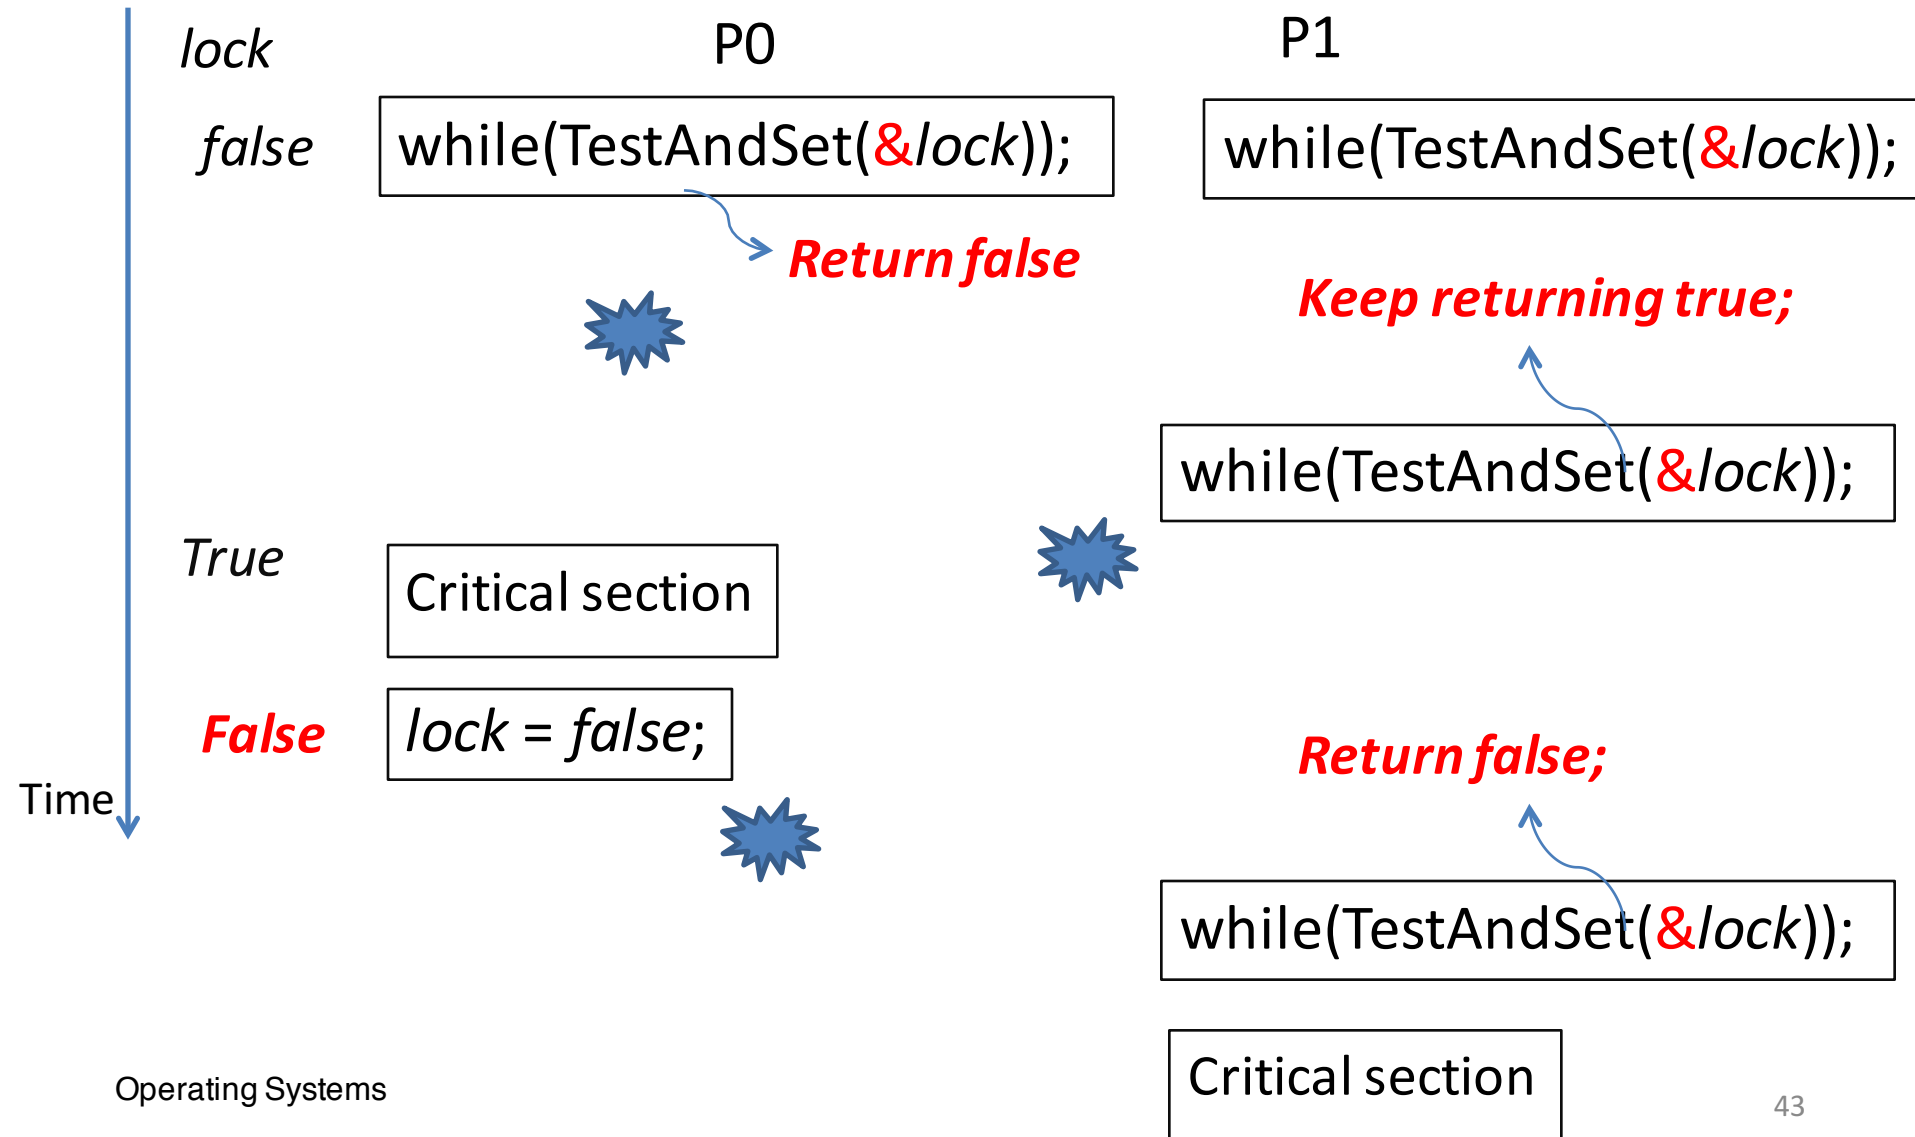 lock
P0
P1
false
while(TestAndSet(&lock));
while(TestAndSet(&lock));
Return false
Keep returning true;
while(TestAndSet(&lock));
True
Critical section
False
lock = false;
Return false;
Time
while(TestAndSet(&lock));
Critical section
Operating Systems
43